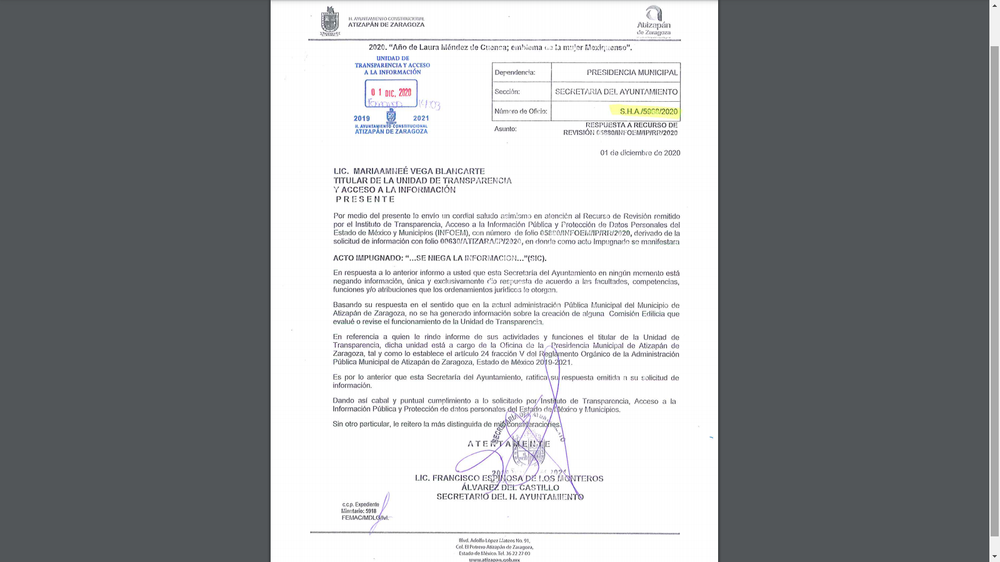 H. AYUNTAMIENTO CONSTITUCIONAL
ATIZAPÁN DE ZARAGOZA
Atizapán
de Zaragoza
2020. “Año de Laura Méndez de Cuenca; emblema de la mujer Mexiquense”.
UNIDAD DE
TRANSPARENCIA Y ACCESO
A LA INFORMACIÓN
0 1 DIC. 2020
14:03
2019 2021
H. AYUNTAMIENTO CONSTITUCIONAL
ATIZAPÁN DE ZARAGOZA
Dependencia: PRESIDENCIA MUNICIPAL
Sección: SECRETARIA DEL AYUNTAMIENTO
Número de Oficio:
Asunto: RESPUESTA A RECURSO DE
REVISIÓN 05880/INFOEM/IP/RR/2020
01 de diciembre de 2020
LIC. MARIAAMNEÉ VEGA BLANCARTE
TITULAR DE LA UNIDAD DE TRANSPARENCIA
Y ACCESO A LA INFORMACIÓN
P R E S E N T E
Por medio del presente le envío un cordial saludo asimismo en atención al Recurso de Revisión remitido
por el Instituto de Transparencia, Acceso a la Información Pública y Protección de Datos Personales del
Estado de México y Municipios (INFOEM), con número de folio 05880/INFOEM/IP/RR/2020, derivado de la
solicitud de información con folio 00630/ATIZARA/IP/2020, en donde como acto Impugnado se manifestara
ACTO IMPUGNADO: “...SE NIEGA LA INFORMACION...”(SIC).
En respuesta a lo anterior informo a usted que esta Secretaría del Ayuntamiento en ningún momento está
negando información, única y exclusivamente dio respuesta de acuerdo a las facultades, competencias,
funciones y/o atribuciones que los ordenamientos jurídicos le otorgan.
Basando su respuesta en el sentido que en la actual administración Pública Municipal del Municipio de
Atizapán de Zaragoza, no se ha generado información sobre la creación de alguna Comisión Edilicia que
evalué o revise el funcionamiento de la Unidad de Transparencia.
En referencia a quien le rinde informe de sus actividades y funciones el titular de la Unidad de
Transparencia, dicha unidad está a cargo de la Oficina de la Presidencia Municipal de Atizapán de
Zaragoza, tal y como lo establece el artículo 24 fracción V del Reglamento Orgánico de la Administración
Pública Municipal de Atizapán de Zaragoza, Estado de México 2019-2021.
Es por lo anterior que esta Secretaría del Ayuntamiento, ratifica su respuesta emitida a su solicitud de
información.
Dando así cabal y puntual cumplimiento a lo solicitado por Instituto de Transparencia, Acceso a la
Información Pública y Protección de datos personales del Estado de México y Municipios.
Sin otro particular, le reitero la más distinguida de mis consideraciones.
SECRETARÍA DEL AYUNTAMIENTO
A T E N T A M E N T E
LIC. FRANCISCO ESPINOSA DE LOS MONTEROS
ÁLVAREZ DEL CASTILLO
SECRETARIO DEL H. AYUNTAMIENTO
c.c.p. Expediente
Minutario: 5918
FEMAC/MDLG/lvl.
Blvd. Adolfo López Mateos No. 91,
Col. El Potrero Atizapán de Zaragoza,
Estado de México. Tel. 36 22 27 00
www.atizapan.gob.mx